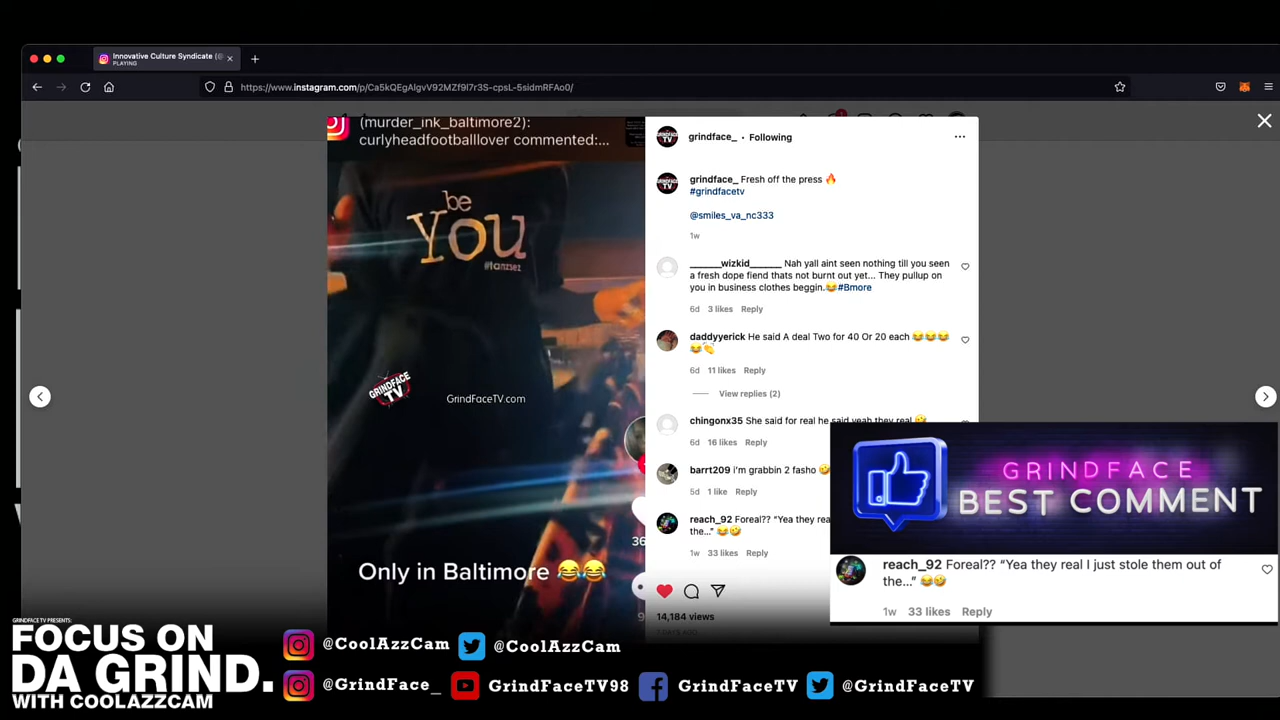 Innovative Culture Syndicate (@
PLAYING
https://www.instagram.com/p/Ca5kQEgAlgvV92MZf9l7r3S-cpsL-5sidmRFAo0/
(murder_ink_baltimore2):
curlyheadfootballlover commented:...
be
You
#tanzsez
GRINDFACE
TV
GrindFaceTV.com
Only in Baltimore 😂😂
grindface_ • Following
grindface_ Fresh off the press 🔥
#grindfacetv
@smiles_va_nc333
1w
______wizkid______ Nah yall aint seen nothing till you seen
a fresh dope fiend thats not burnt out yet... They pullup on
you in business clothes beggin.😂#Bmore
6d 3 likes Reply
daddyyerick He said A deal Two for 40 Or 20 each 😂😂😂
😂👏
6d 11 likes Reply
View replies (2)
chingonx35 She said for real he said yeah they real 🤣
6d 16 likes Reply
barrt209 i'm grabbin 2 fasho 🤣
5d 1 like Reply
reach_92 Foreal?? “Yea they rea
the...” 😂🤣
1w 33 likes Reply
14,184 views
GRINDFACE
BEST COMMENT
reach_92 Foreal?? “Yea they real I just stole them out of
the...” 😂🤣
1w 33 likes Reply
GRINDFACE TV PRESENTS:
FOCUS ON
DA GRIND.
WITH COOLAZZCAM
@CoolAzzCam @CoolAzzCam
@GrindFace_ GrindFaceTV98 GrindFaceTV @GrindFaceTV